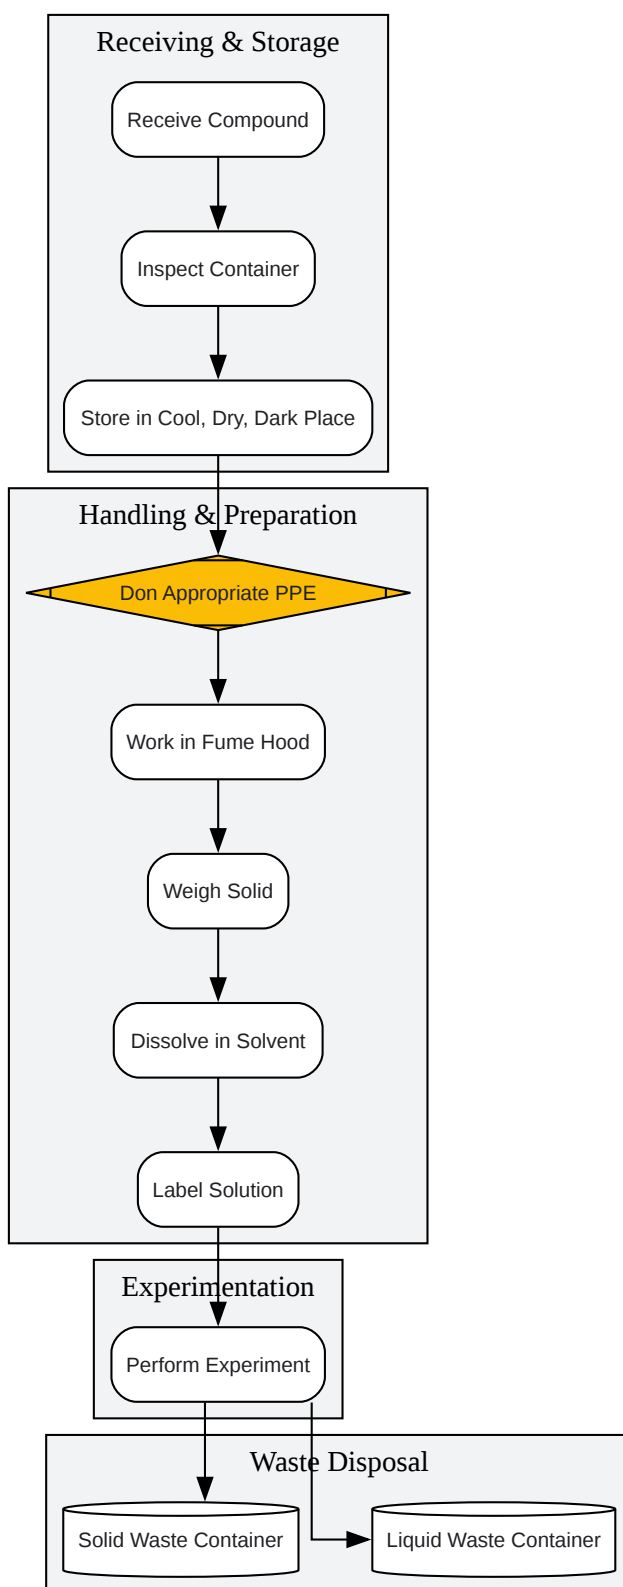 Receiving & Storage
Receive Compound
Inspect Container
Store in Cool, Dry, Dark Place
Handling & Preparation
Don Appropriate PPE
Work in Fume Hood
Weigh Solid
Dissolve in Solvent
Label Solution
Experimentation
Perform Experiment
Waste Disposal
Solid Waste Container
Liquid Waste Container